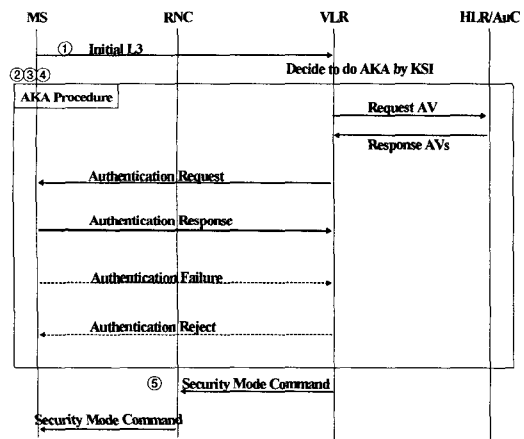 MS RNC VLR HLR/AuC
① Initial L3
Decide to do AKA by KSI
②③④
AKA Procedure
Request AV
Response AVs
Authentication Request
Authentication Response
Authentication Failure
Authentication Reject
⑤ Security Mode Command
Security Mode Command